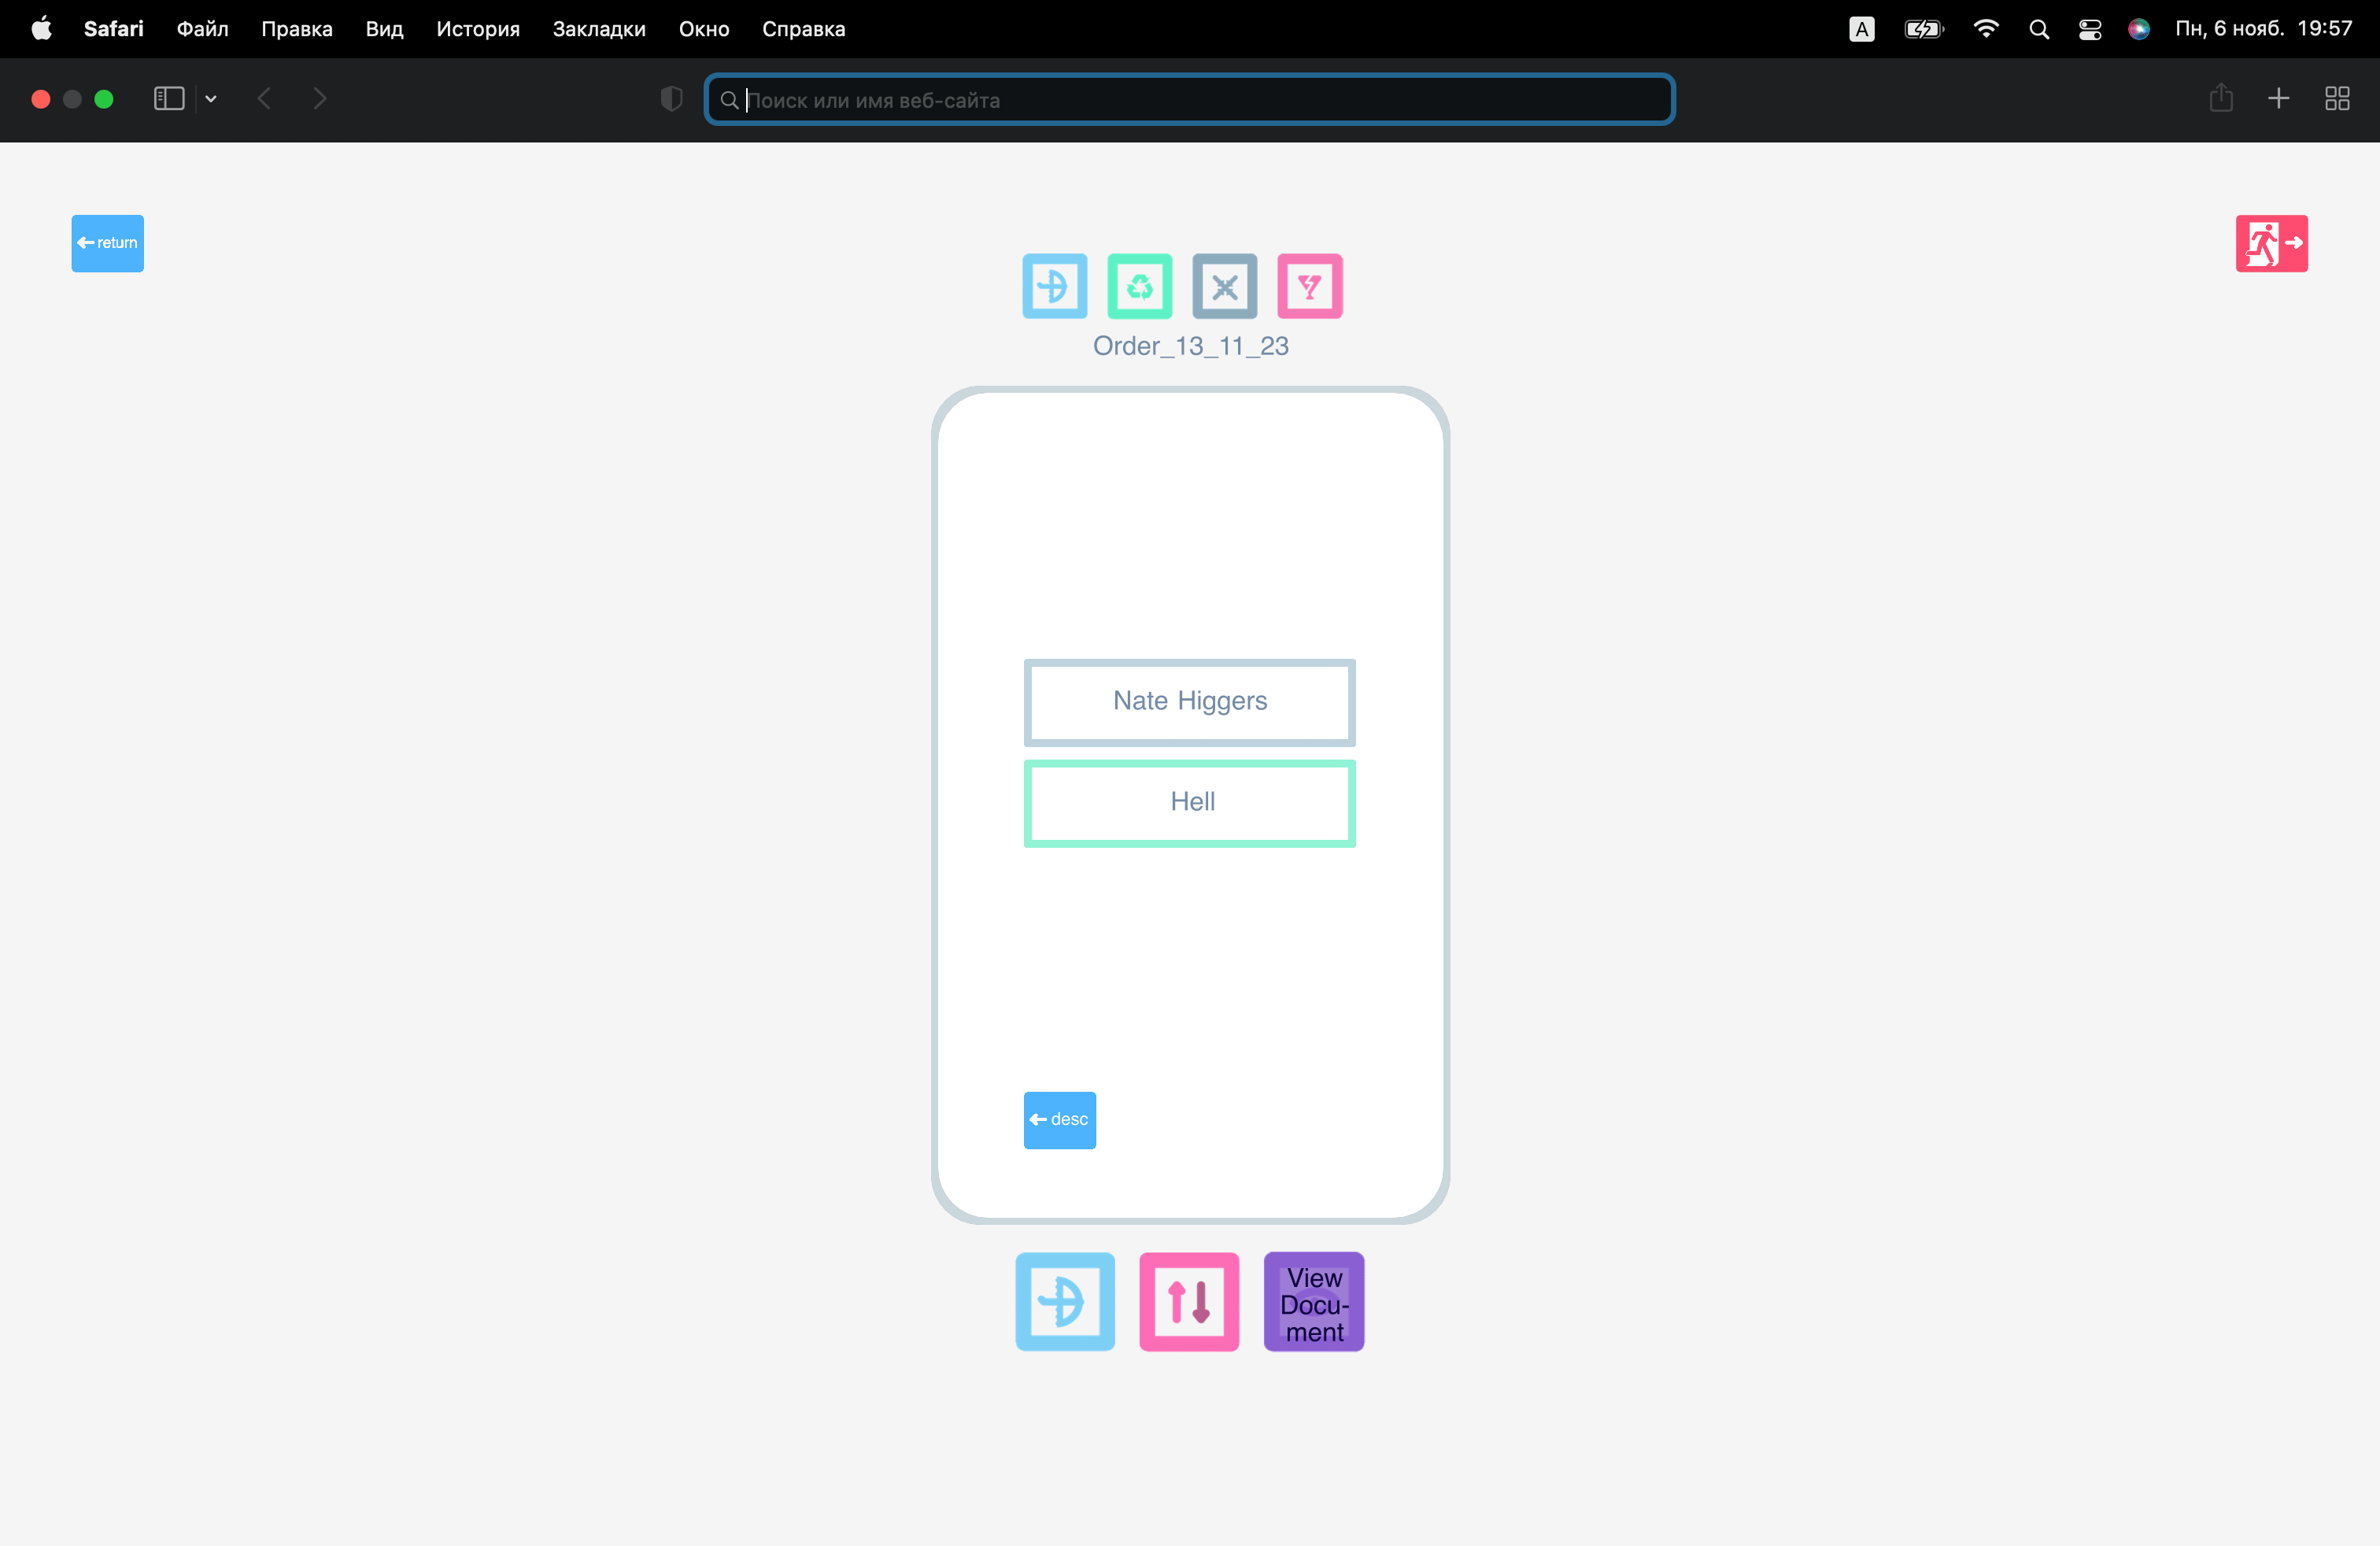 Safari Файл Правка Вид История Закладки Окно Справка A Пн, 6 нояб. 19:57
Поиск или имя веб-сайта
return
Order_13_11_23
Nate Higgers
Hell
desc
View
Docu-
ment